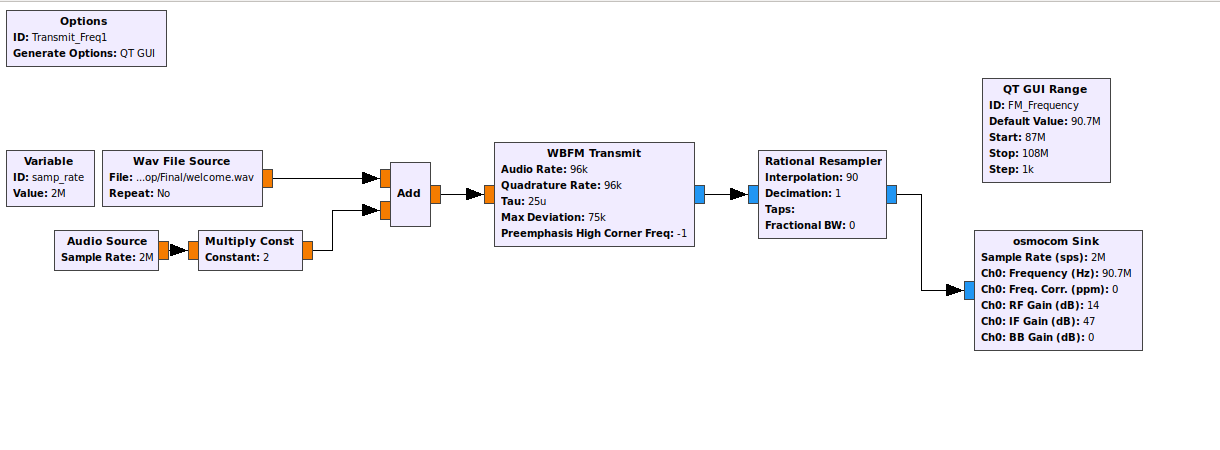 Options
ID: Transmit_Freq1
Generate Options: QT GUI
QT GUI Range
ID: FM_Frequency
Default Value: 90.7M
Start: 87M
Stop: 108M
Step: 1k
Variable
ID: samp_rate
Value: 2M
Wav File Source
File: ...op/Final/welcome.wav
Repeat: No
Add
WBFM Transmit
Audio Rate: 96k
Quadrature Rate: 96k
Tau: 25u
Max Deviation: 75k
Preemphasis High Corner Freq: -1
Rational Resampler
Interpolation: 90
Decimation: 1
Taps:
Fractional BW: 0
Audio Source
Sample Rate: 2M
Multiply Const
Constant: 2
osmocom Sink
Sample Rate (sps): 2M
Ch0: Frequency (Hz): 90.7M
Ch0: Freq. Corr. (ppm): 0
Ch0: RF Gain (dB): 14
Ch0: IF Gain (dB): 47
Ch0: BB Gain (dB): 0